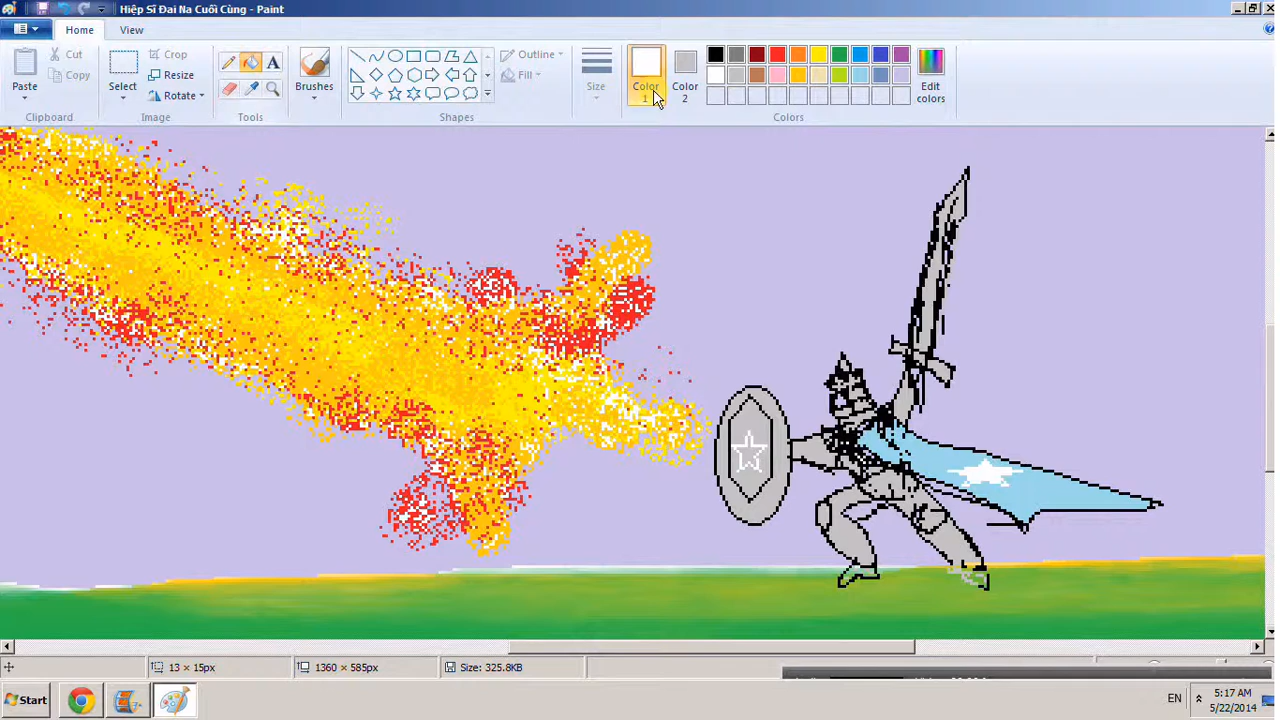 Hiệp Sĩ Đai Na Cuối Cùng - Paint
Home
View
Paste
Cut
Copy
Clipboard
Select
Crop
Resize
Rotate
Image
A
Tools
Brushes
Outline
Fill
Shapes
Size
Color
1
Color
2
Edit
colors
Colors
13 × 15px
1360 × 585px
Size: 325.8KB
Start
EN
5:17 AM
5/22/2014